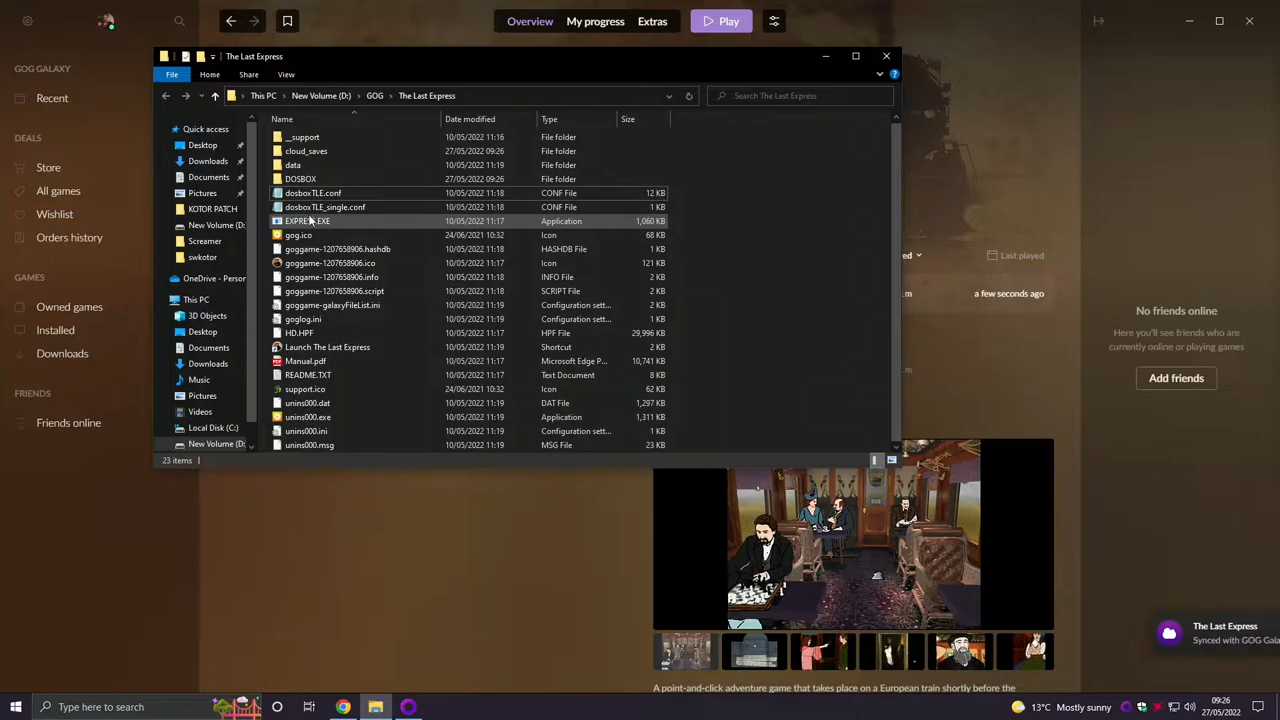 Overview My progress Extras Play
The Last Express
GOG GALAXY
File Home Share View
Recent
This PC New Volume (D:) GOG The Last Express
Search The Last Express
Name Date modified Type Size
DEALS
Quick access
__support 10/05/2022 11:16 File folder
Desktop
cloud_saves 27/05/2022 09:26 File folder
Store
Downloads
data 10/05/2022 11:18 File folder
Documents
DOSBOX 27/05/2022 09:26 File folder
All games
Pictures
dosboxTLE.conf 10/05/2022 11:18 CONF File 12 KB
Wishlist
KOTOR PATCH
dosboxTLE_single.conf 10/05/2022 11:18 CONF File 1 KB
New Volume (D:
EXPRESS.EXE 10/05/2022 11:17 Application 1,060 KB
Orders history
Screamer
gog.ico 24/06/2021 10:32 Icon 68 KB
swkotor
goggame-1207658906.hashdb 10/05/2022 11:18 HASHDB File 1 KB
ed Last played
GAMES
goggame-1207658906.ico 10/05/2022 11:17 Icon 121 KB
OneDrive - Person
goggame-1207658906.info 10/05/2022 11:18 INFO File 2 KB
This PC
goggame-1207658906.script 10/05/2022 11:18 SCRIPT File 2 KB
m a few seconds ago
Owned games
3D Objects
goggame-galaxyFileList.ini 10/05/2022 11:19 Configuration sett... 2 KB
No friends online
Desktop
goglog.ini 10/05/2022 11:19 Configuration sett... 2 KB
Installed
Here you'll see friends who are
Documents
HD.HPF 10/05/2022 11:17 HPF File 29,996 KB
currently online or playing games
Downloads
Downloads
Launch The Last Express 10/05/2022 11:19 Shortcut 2 KB
Music
Manual.pdf 10/05/2022 11:17 Microsoft Edge P... 10,741 KB
m
Add friends
FRIENDS
Pictures
README.TXT 10/05/2022 11:17 Text Document 8 KB
Videos
support.ico 24/06/2021 10:32 Icon 62 KB
Friends online
Local Disk (C:)
unins000.dat 10/05/2022 11:19 DAT File 1,297 KB
New Volume (D:
unins000.exe 10/05/2022 11:19 Application 1,311 KB
unins000.ini 10/05/2022 11:19 Configuration sett... 1 KB
unins000.msg 10/05/2022 11:19 MSG File 23 KB
23 items
The Last Express
Synced with GOG Gala
A point-and-click adventure game that takes place on a European train shortly before the
Type here to search
13°C Mostly sunny
09:26
27/05/2022